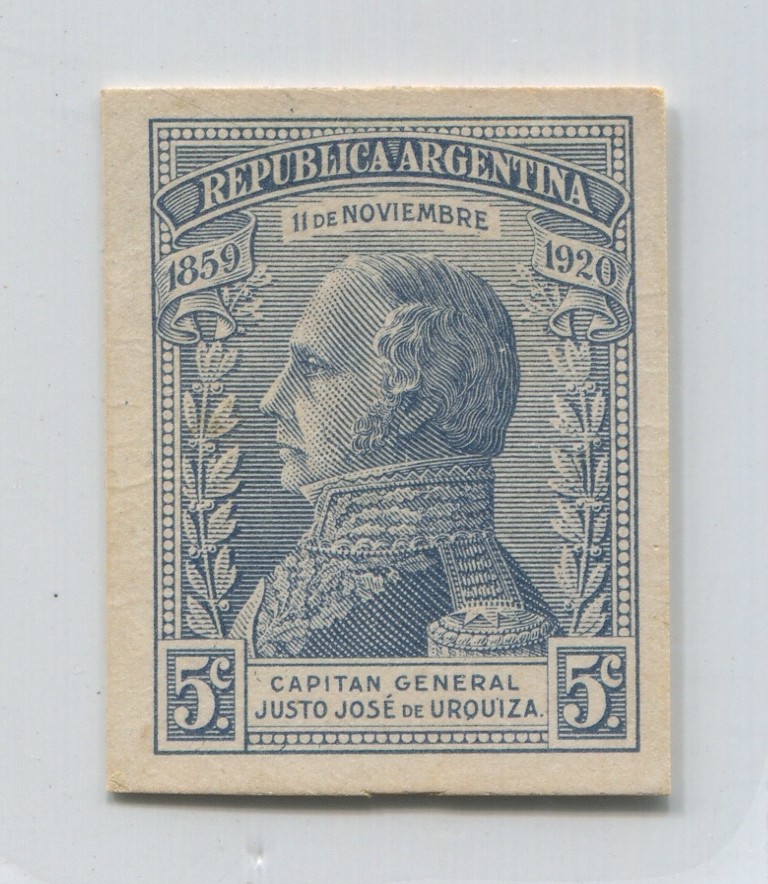 REPUBLICA ARGENTINA
11 DE NOVIEMBRE
1859 1920
5c. 5c.
CAPITAN GENERAL
JUSTO JOSÉ DE URQUIZA.